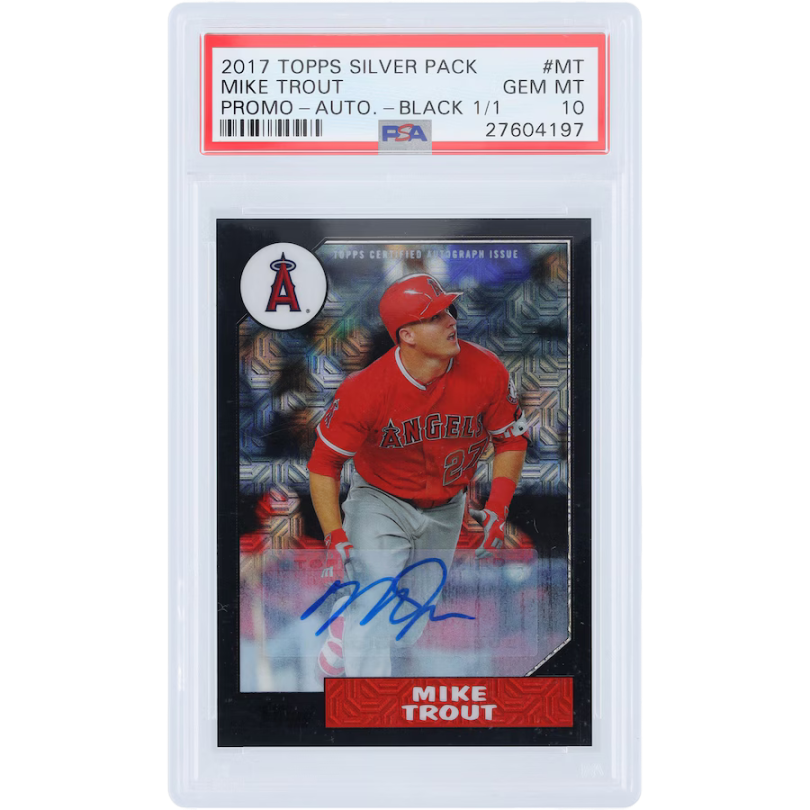 2017 TOPPS SILVER PACK #MT
MIKE TROUT GEM MT
PROMO–AUTO.–BLACK 1/1 10
PSA 27604197
A
TOPPS CERTIFIED AUTOGRAPH ISSUE
A
ANGELS
27
MIKE
TROUT